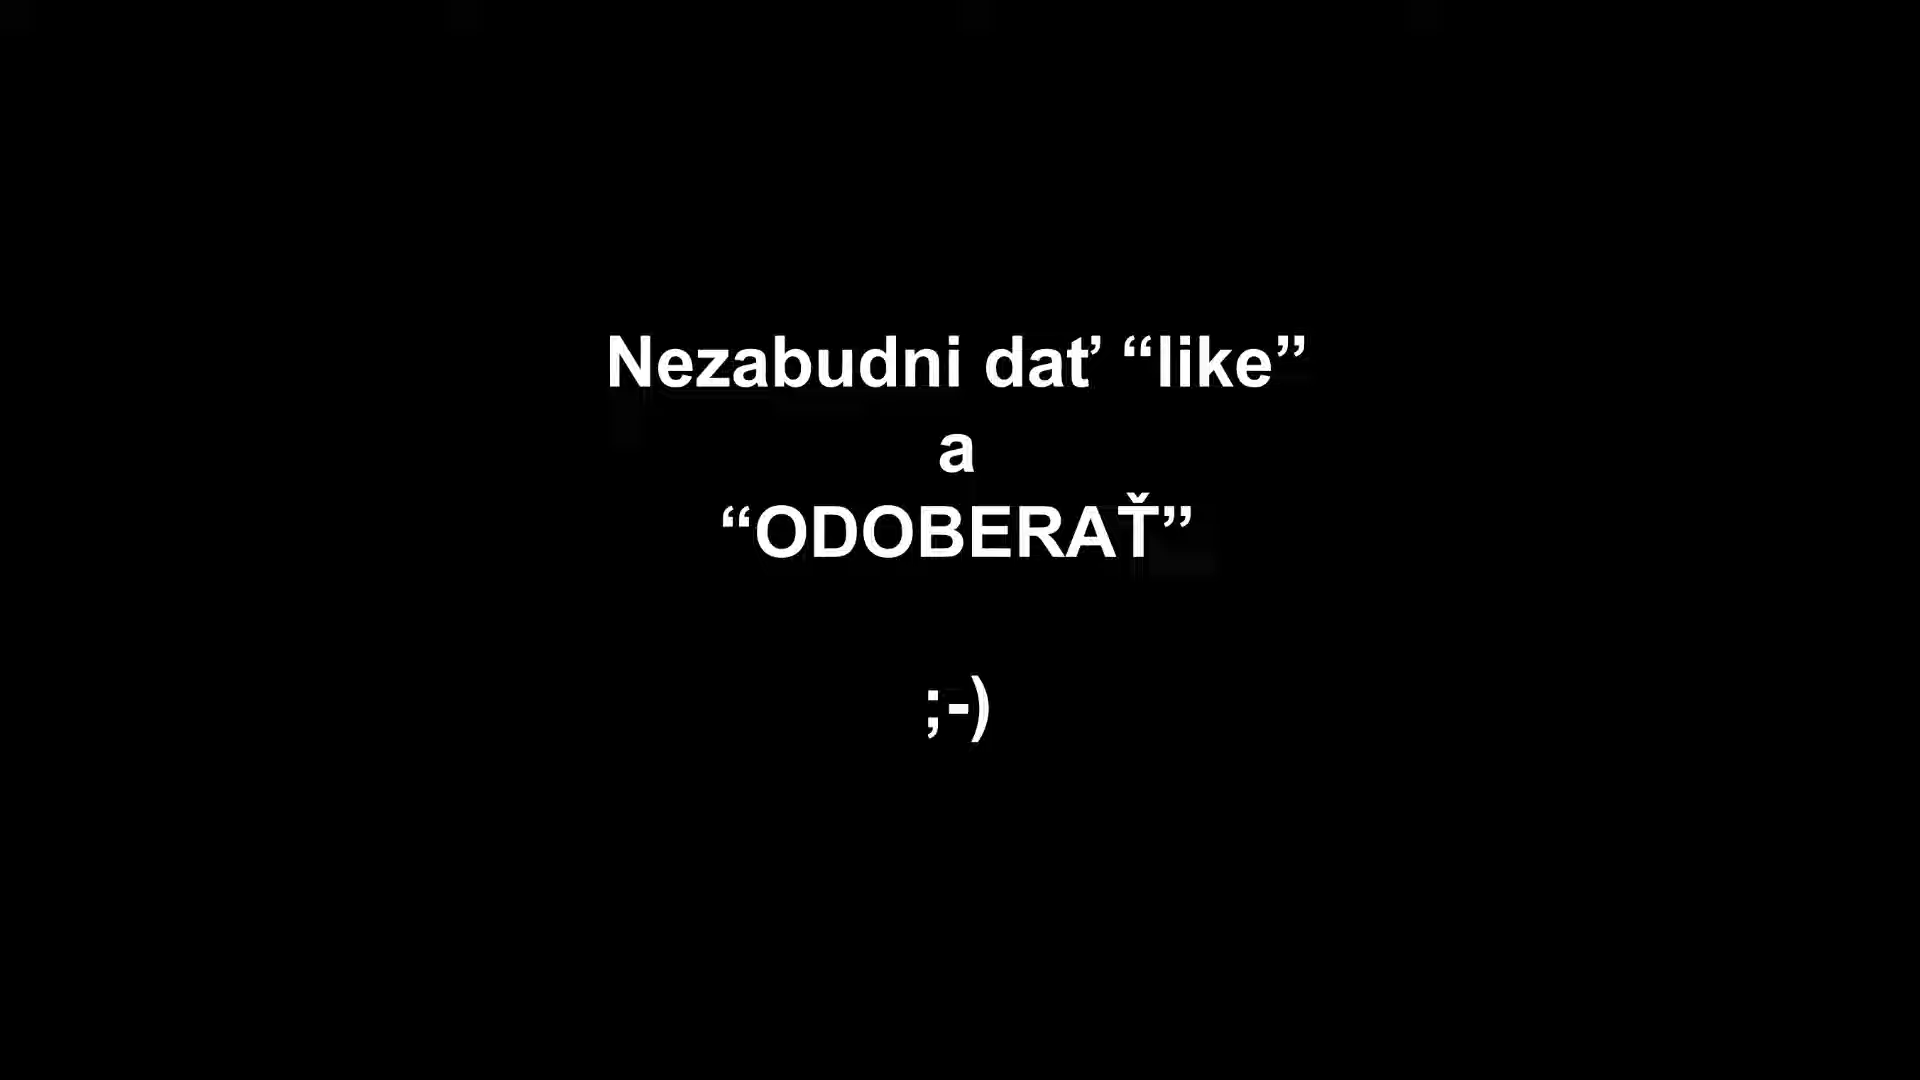 Nezabudni dať “like”
a
“ODOBERAŤ”
;-)